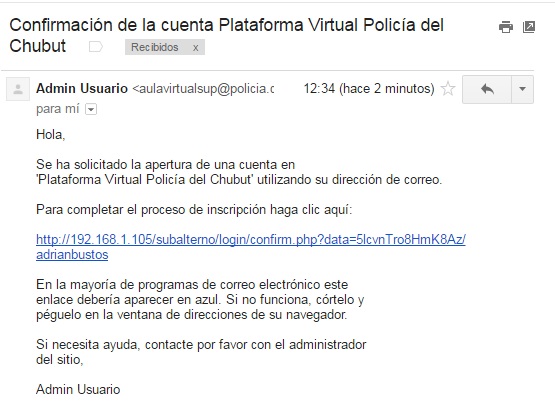 Confirmación de la cuenta Plataforma Virtual Policía del
Chubut
Recibidos x
Admin Usuario <aulavirtualsup@policia.c 12:34 (hace 2 minutos)
para mí
Hola,
Se ha solicitado la apertura de una cuenta en
'Plataforma Virtual Policía del Chubut' utilizando su dirección de correo.
Para completar el proceso de inscripción haga clic aquí:
http://192.168.1.105/subalterno/login/confirm.php?data=5lcvnTro8HmK8Az/
adrianbustos
En la mayoría de programas de correo electrónico este
enlace debería aparecer en azul. Si no funciona, córtelo y
péguelo en la ventana de direcciones de su navegador.
Si necesita ayuda, contacte por favor con el administrador
del sitio,
Admin Usuario